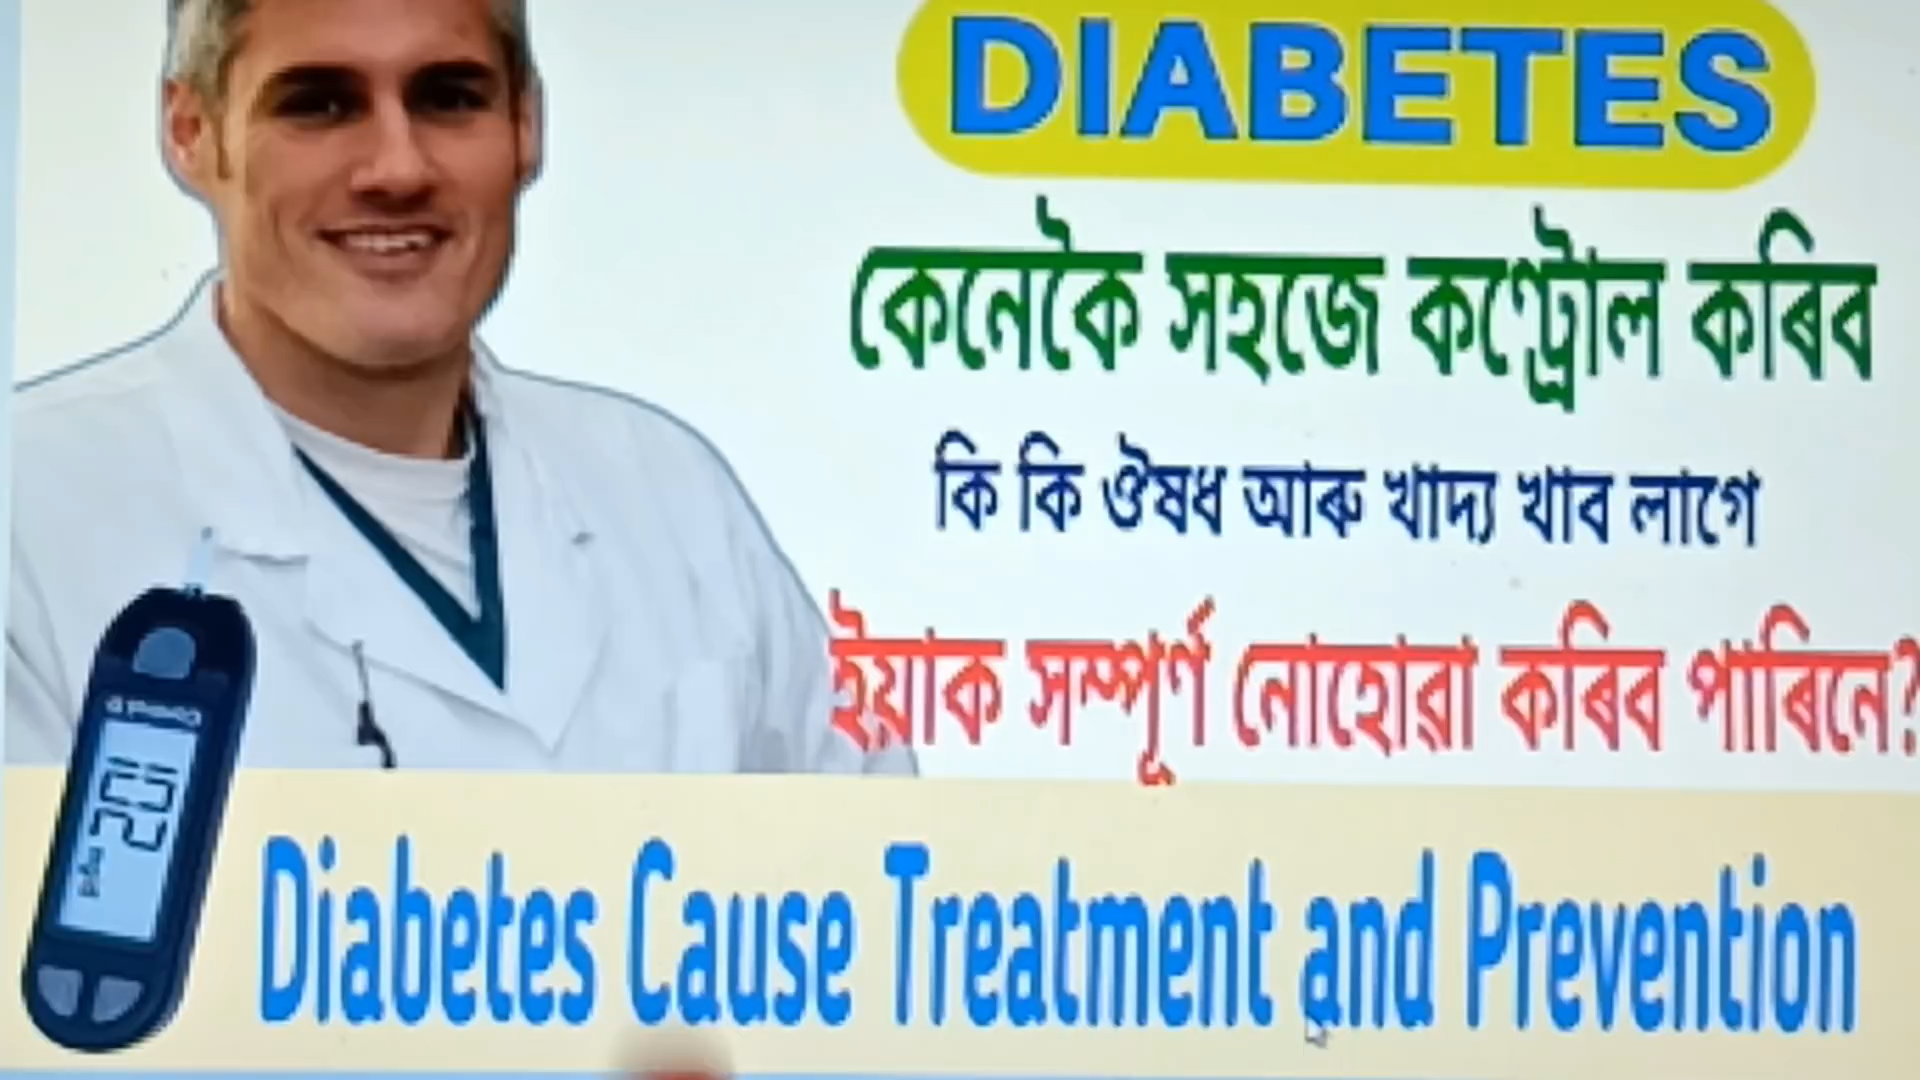 DIABETES
কেনেকৈ সহজে কণ্ট্ৰোল কৰিব
কি কি ঔষধ আৰু খাদ্য খাব লাগে
ইয়াক সম্পূৰ্ণ নোহোৱা কৰিব পাৰিনে?
Diabetes Cause Treatment and Prevention